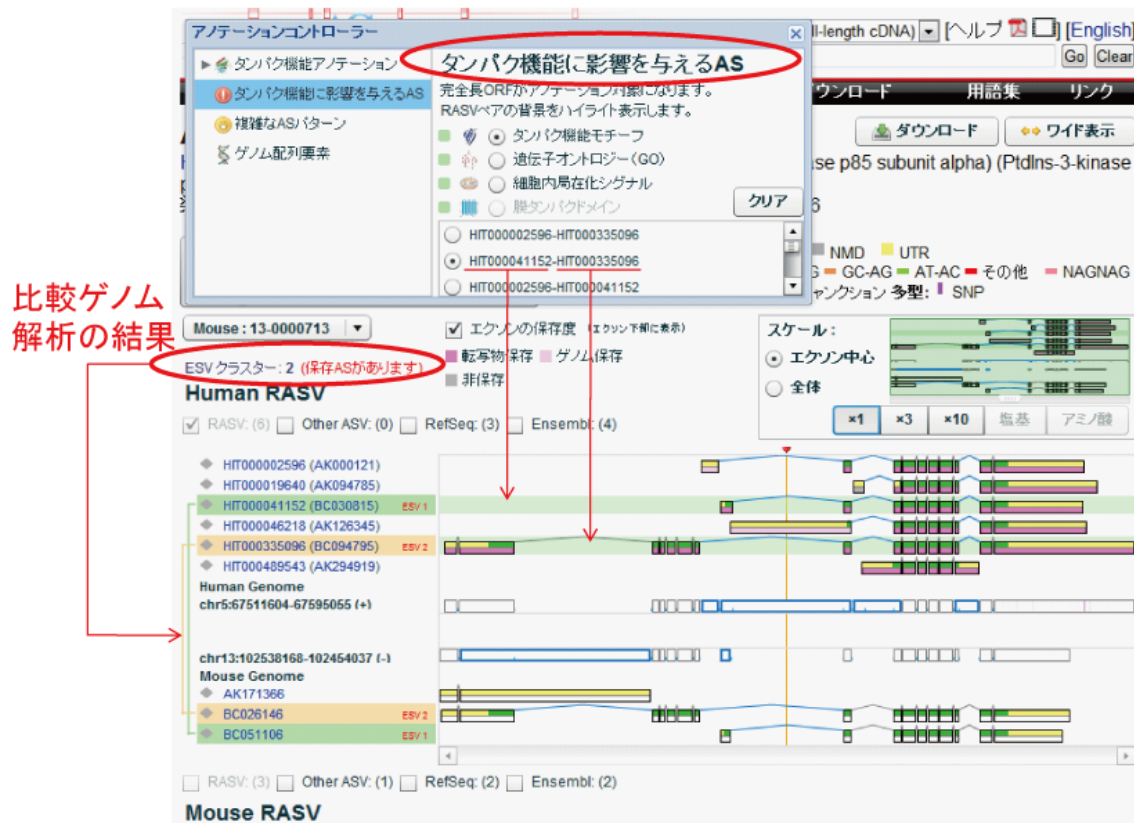 アノテーションコントローラー
ll-length cDNA) [ヘルプ] [English]
Go Clear
▶ タンパク機能アノテーション
タンパク機能に影響を与えるAS
複雑なASパターン
ゲノム配列要素
タンパク機能に影響を与えるAS
完全長ORFがアノテーション対象になります。
RASVペアの背景をハイライト表示します。
タンパク機能モチーフ
遺伝子オントロジー(GO)
細胞内局在化シグナル
膜タンパクドメイン
クリア
HIT000002596-HIT000335096
HIT000041152-HIT000335096
HIT000002596-HIT000041152
ウンロード 用語集 リンク
ダウンロード ワイド表示
se p85 subunit alpha) (PtdIns-3-kinase
6
NMD UTR
GC-AG AT-AC その他 NAGNAG
ャンクション 多型: SNP
比較ゲノム
解析の結果
Mouse : 13-0000713
ESVクラスター: 2 (保存ASがあります)
エクソンの保存度 (エクソン下部に表示)
転写物保存 ゲノム保存
非保存
スケール :
エクソン中心
全体
×1 ×3 ×10 塩基 アミノ酸
Human RASV
RASV: (6) Other ASV: (0) RefSeq: (3) Ensembl: (4)
HIT000002596 (AK000121)
HIT000019640 (AK094785)
HIT000041152 (BC030815) ESV 1
HIT000046218 (AK126345)
HIT000335096 (BC094795) ESV 2
HIT000489543 (AK294919)
Human Genome
chr5:67511604-67595055 (+)
chr13:102538168-102454037 (-)
Mouse Genome
AK171366
BC026146 ESV 2
BC051106 ESV 1
RASV: (3) Other ASV: (1) RefSeq: (2) Ensembl: (2)
Mouse RASV